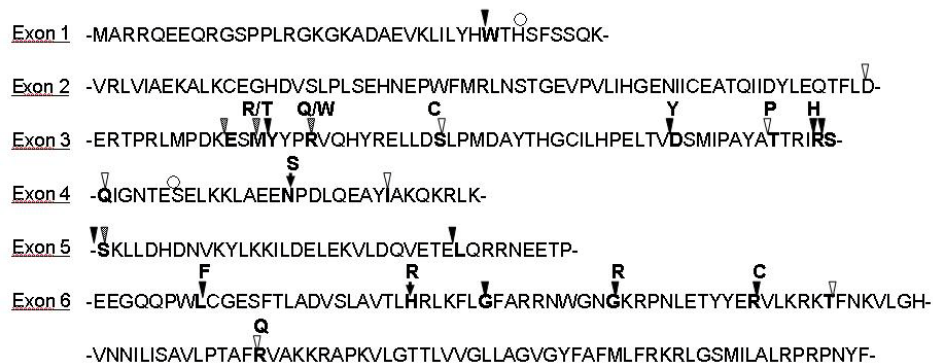 Exon 1 -MARRQEEQRGSPPLRGKGKADAEVKLILYHWTHSFSSQK-
Exon 2 -VRLVIAEKALKCEGHDVSLPLSEHNEPWFMRLNSTGEVPVLIHGENIICEATQIIDYLEQTFLD-
R/T Q/W C Y P H
Exon 3 -ERTPRLMPDKESMYYPRVQHYRELLDSLPMDAYTHGCILHPELTVDSMIPAYATTRIRS-
S
Exon 4 -QIGNTESELKKLAEENPDLQEAYIAKQKRLK-
Exon 5 -SKLLDHDNVKYLKKILDELEKVLDQVETELQRRNEETP-
F R R C
Exon 6 -EEGQQPWLCGESFTLADVSLAVTLHRLKFLGFARRNWGNGKRPNLETYYERVLKRKTFNKVLGH-
Q
-VNNILISAVLPTAFRVAKKRAPKVLGTTLVVGLLAGVGYFAFMLFRKRLGSMILALRPRPNYF-